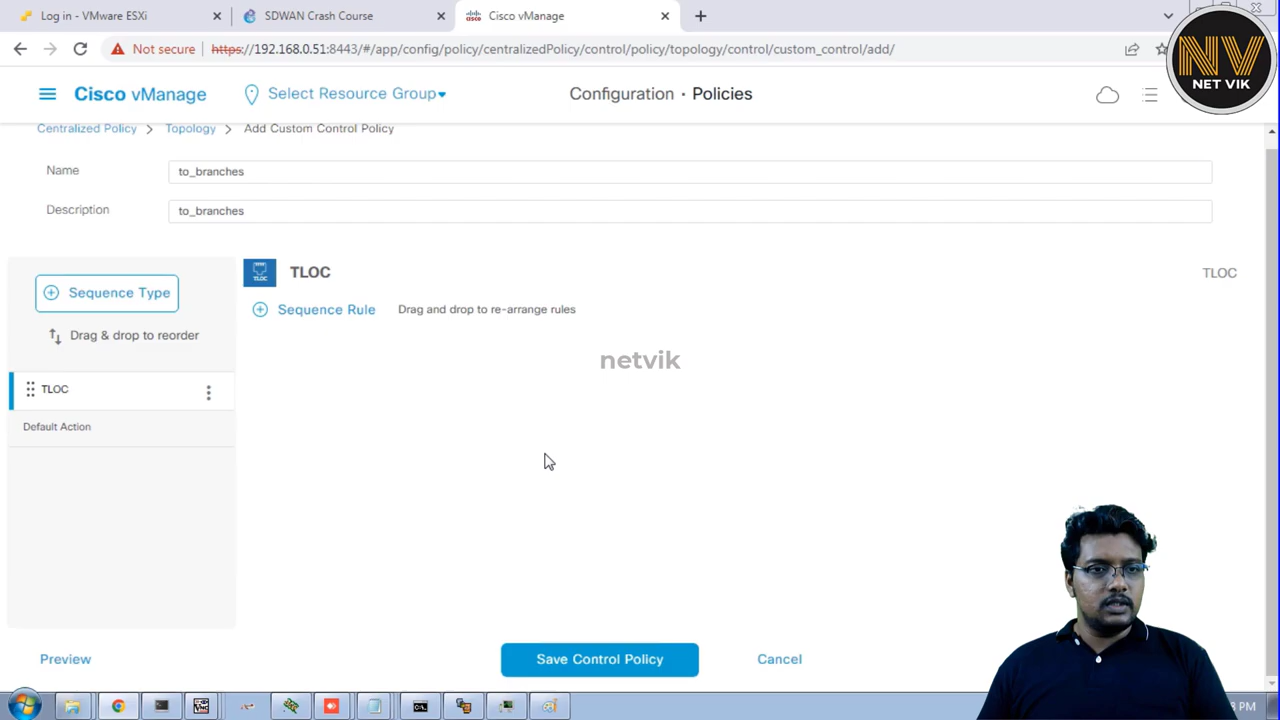 Log in - VMware ESXi
SDWAN Crash Course
Cisco vManage
Not secure
https://192.168.0.51:8443/#/app/config/policy/centralizedPolicy/control/policy/topology/control/custom_control/add/
NV
NET VIK
Cisco vManage
Select Resource Group
Configuration · Policies
Centralized Policy > Topology > Add Custom Control Policy
Name
to_branches
Description
to_branches
Sequence Type
Drag & drop to reorder
TLOC
Default Action
TLOC
TLOC
TLOC
Sequence Rule
Drag and drop to re-arrange rules
netvik
Preview
Save Control Policy
Cancel
PM